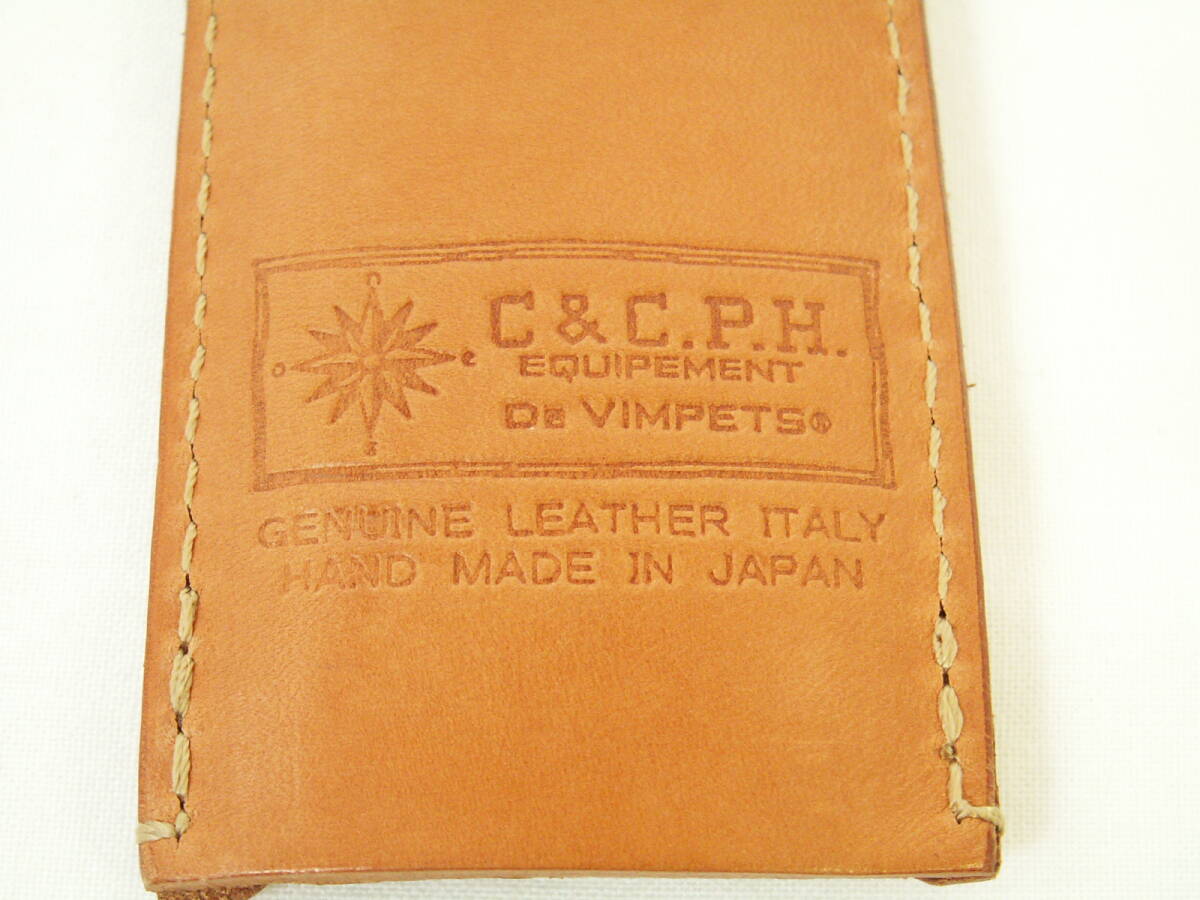 C & C.P.H.
EQUIPEMENT
De VIMPETS®
GENUINE LEATHER ITALY
HAND MADE IN JAPAN